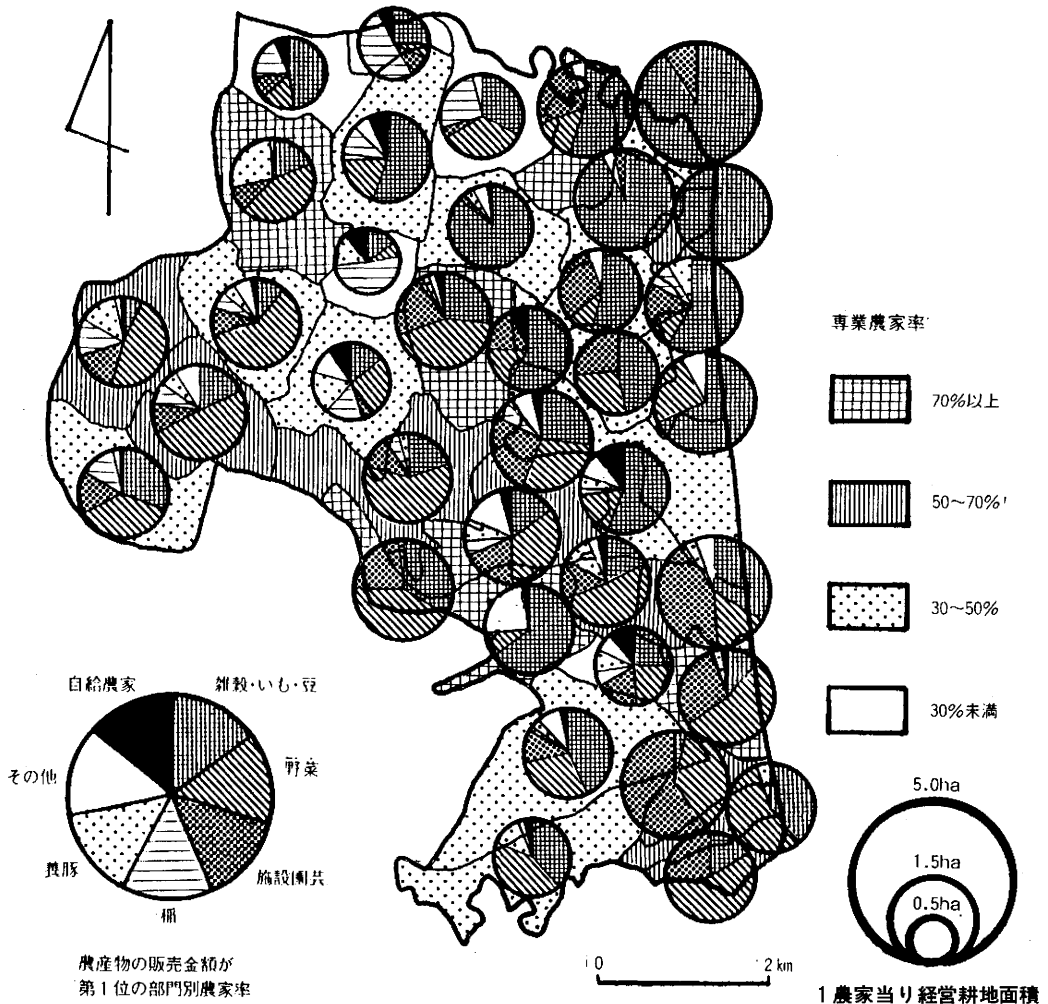 専業農家率
70%以上
50~70%
30~50%
30%未満
自給農家
雑穀・いも・豆
その他
野菜
養豚
施設園芸
稲
農産物の販売金額が
第1位の部門別農家率
0 2km
5.0ha
1.5ha
0.5ha
1農家当り経営耕地面積